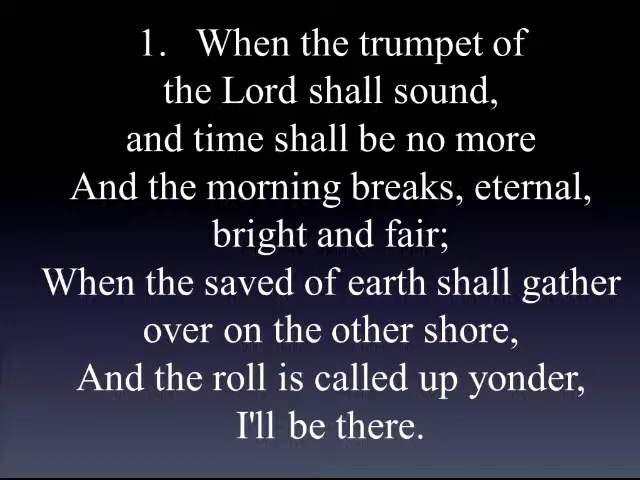 1. When the trumpet of
the Lord shall sound,
and time shall be no more
And the morning breaks, eternal,
bright and fair;
When the saved of earth shall gather
over on the other shore,
And the roll is called up yonder,
I'll be there.